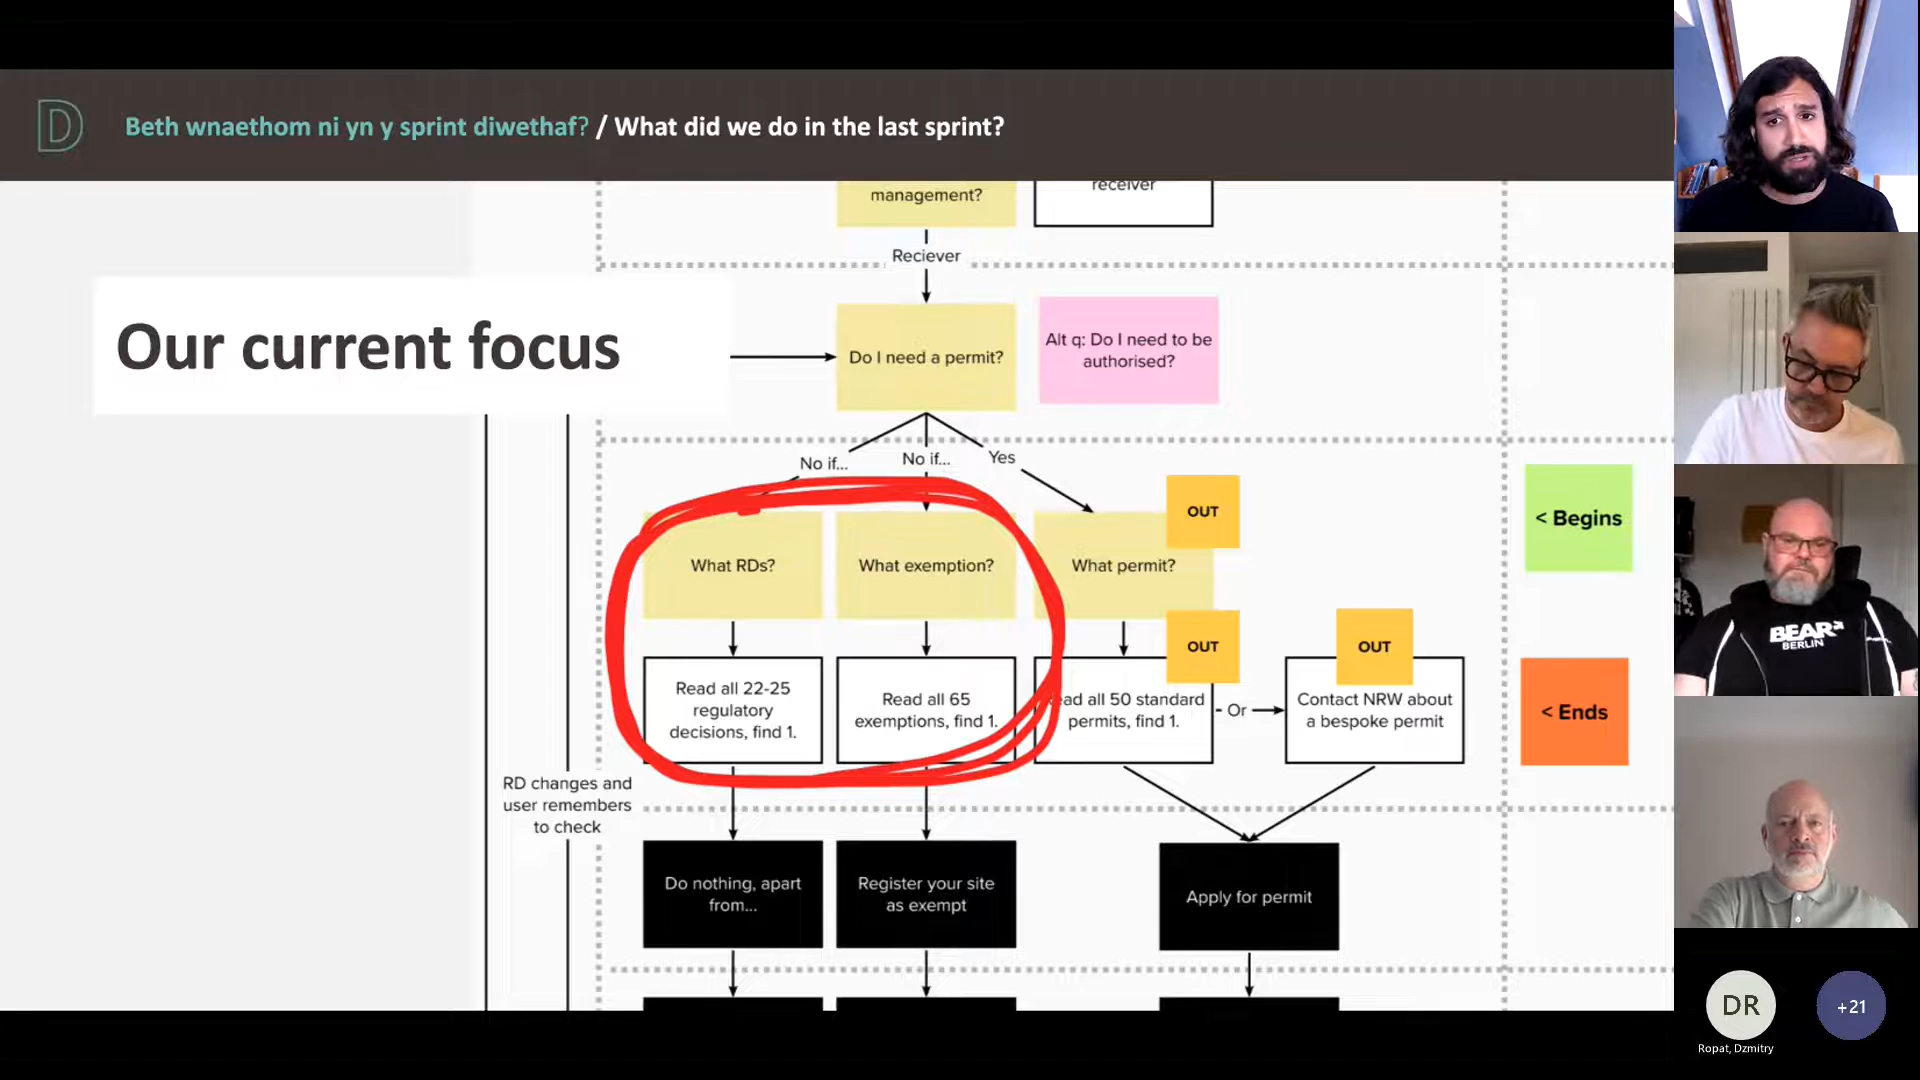 D
Beth wnaethom ni yn y sprint diwethaf? / What did we do in the last sprint?
management?
receiver
Reciever
Our current focus
Do I need a permit?
Alt q: Do I need to be
authorised?
No if...
No if...
Yes
OUT
< Begins
What RDs?
What exemption?
What permit?
OUT
OUT
Read all 22-25
regulatory
decisions, find 1.
Read all 65
exemptions, find 1.
ead all 50 standard
permits, find 1.
Or
Contact NRW about
a bespoke permit
< Ends
RD changes and
user remembers
to check
Do nothing, apart
from...
Register your site
as exempt
Apply for permit
BEAR
BERLIN
DR
Ropat, Dzmitry
+21